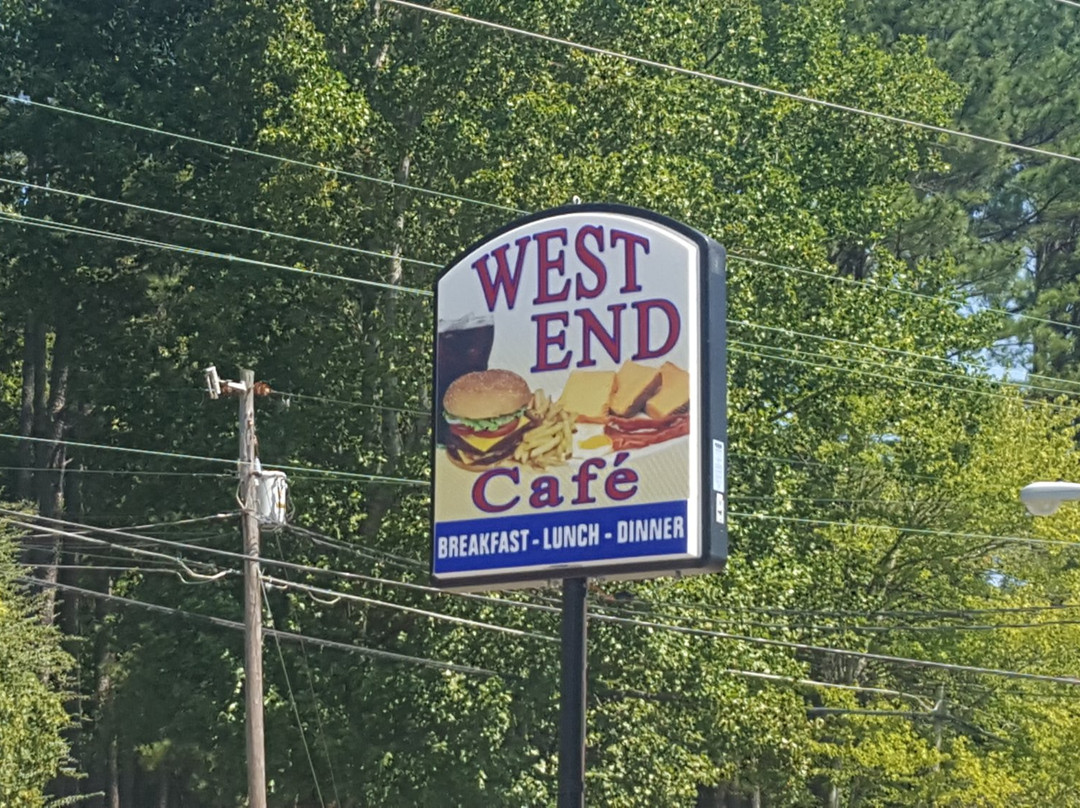 WEST
END
Café
BREAKFAST - LUNCH - DINNER